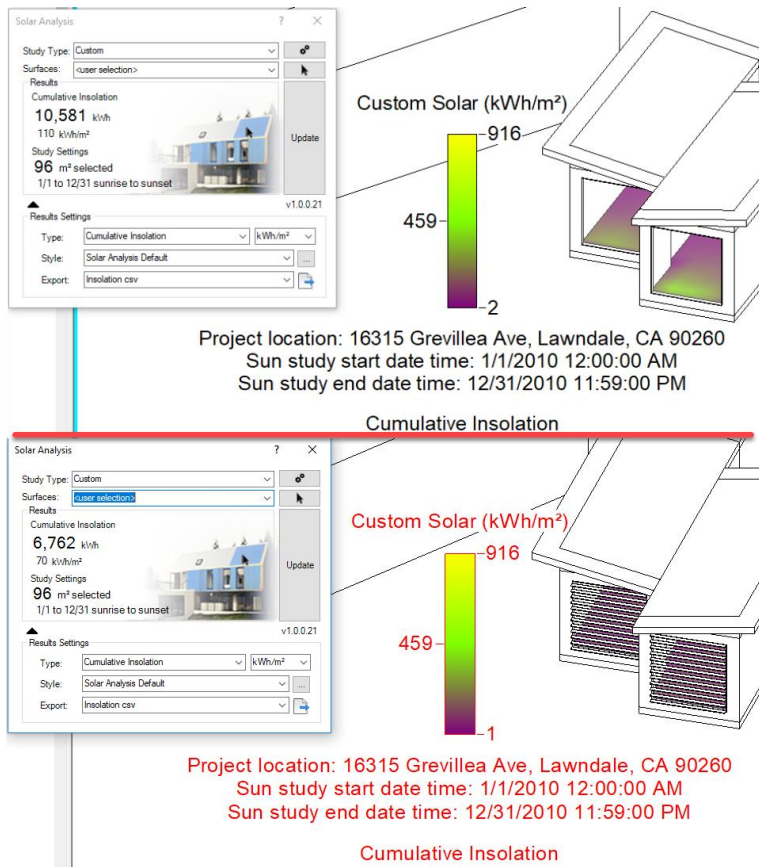 Solar Analysis ? ×
Study Type: Custom
Surfaces: <user selection>
Results
Cumulative Insolation
10,581 kWh
110 kWh/m²
Study Settings
96 m² selected
1/1 to 12/31 sunrise to sunset
Update
v1.0.0.21
Results Settings
Type: Cumulative Insolation kWh/m²
Style: Solar Analysis Default ...
Export: Insolation csv
Custom Solar (kWh/m²)
916
459
2
Project location: 16315 Grevillea Ave, Lawndale, CA 90260
Sun study start date time: 1/1/2010 12:00:00 AM
Sun study end date time: 12/31/2010 11:59:00 PM
Cumulative Insolation
Solar Analysis ? ×
Study Type: Custom
Surfaces: <user selection>
Results
Cumulative Insolation
6,762 kWh
70 kWh/m²
Study Settings
96 m² selected
1/1 to 12/31 sunrise to sunset
Update
v1.0.0.21
Results Settings
Type: Cumulative Insolation kWh/m²
Style: Solar Analysis Default ...
Export: Insolation csv
Custom Solar (kWh/m²)
916
459
1
Project location: 16315 Grevillea Ave, Lawndale, CA 90260
Sun study start date time: 1/1/2010 12:00:00 AM
Sun study end date time: 12/31/2010 11:59:00 PM
Cumulative Insolation